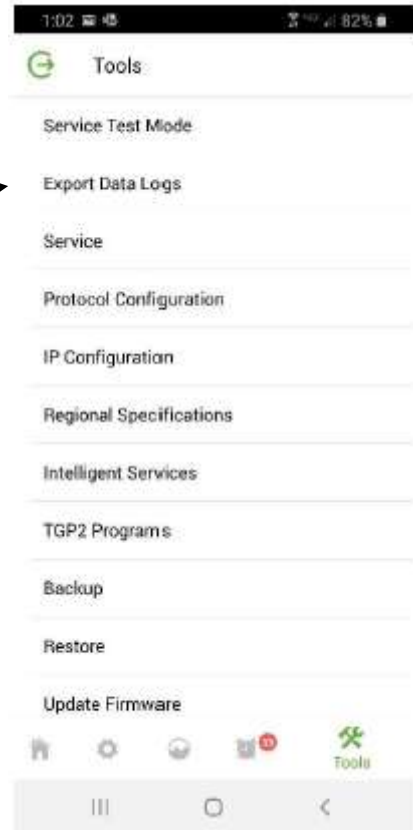 1:02
82%
Tools
Service Test Mode
Export Data Logs
Service
Protocol Configuration
IP Configuration
Regional Specifications
Intelligent Services
TGP2 Programs
Backup
Restore
Update Firmware
Tools